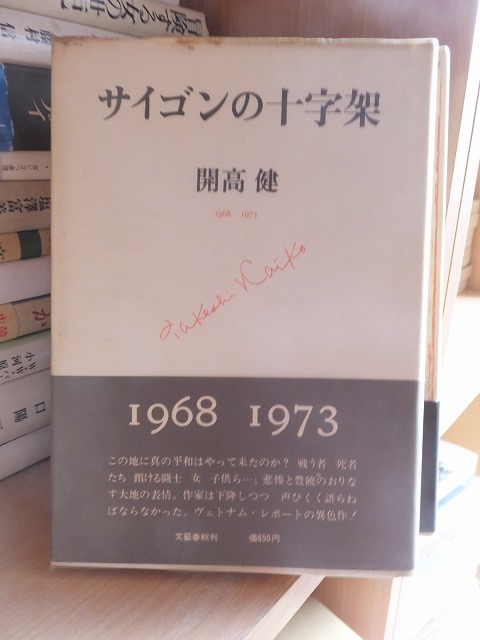 サイゴンの十字架
開高 健
1968 1973
Takeshi Kaiko
1968 1973
この地に真の平和はやって来たのか? 戦う者 死者
たち 蹲ける闘士 女 子供ら…。悲惨と豊饒のおりな
す大地の表情。作家は下降しつつ 声ひくく語らね
ばならなかった。ヴェトナム・レポートの異色作!
文藝春秋刊 価650円